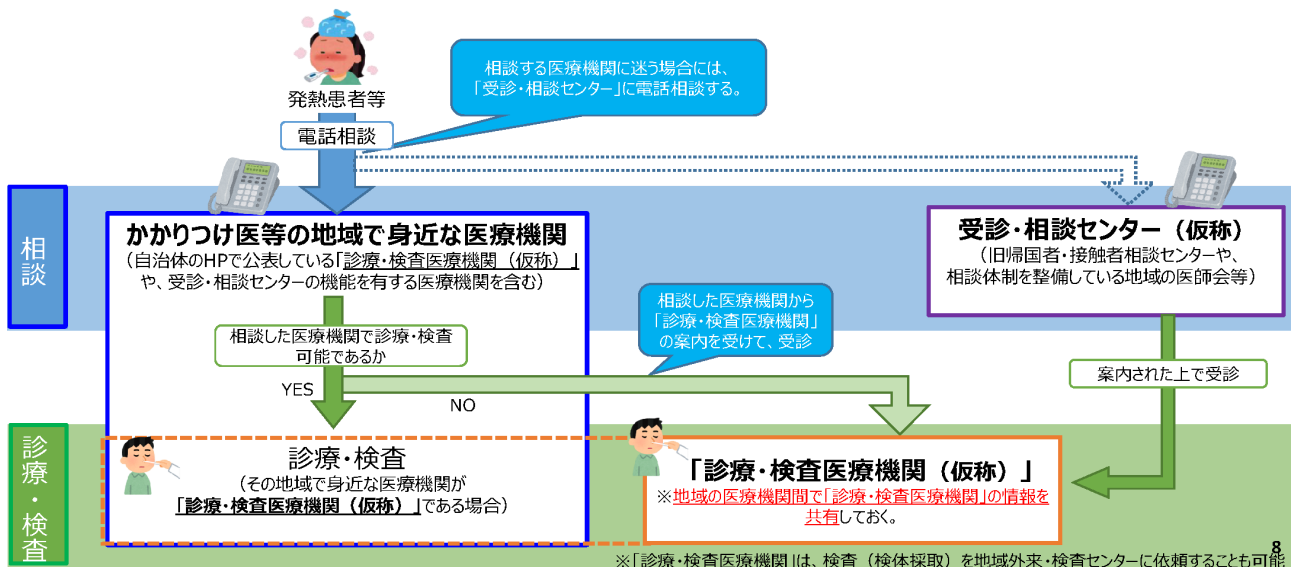 発熱患者等
電話相談
相談する医療機関に迷う場合には、
「受診・相談センター」に電話相談する。
相談
かかりつけ医等の地域で身近な医療機関
（自治体のHPで公表している「診療・検査医療機関（仮称）」
や、受診・相談センターの機能を有する医療機関を含む）
受診・相談センター（仮称）
（旧帰国者・接触者相談センターや、
相談体制を整備している地域の医師会等）
相談した医療機関で診療・検査
可能であるか
相談した医療機関から
「診療・検査医療機関」
の案内を受けて、受診
案内された上で受診
YES
NO
診療・検査
診療・検査
（その地域で身近な医療機関が
「診療・検査医療機関（仮称）」である場合）
「診療・検査医療機関（仮称）」
※地域の医療機関間で「診療・検査医療機関」の情報を
共有しておく。
※「診療・検査医療機関」は、検査（検体採取）を地域外来・検査センターに依頼することも可能
8